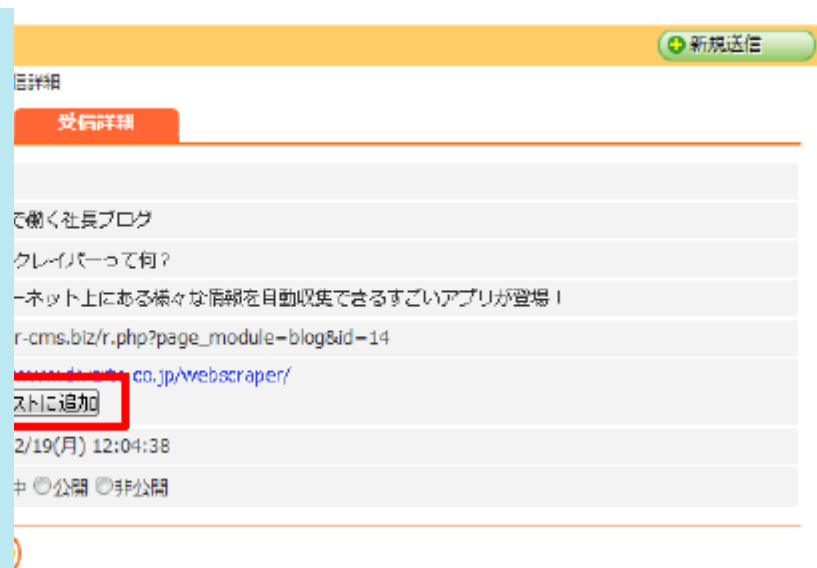 新規送信
信詳細
受信詳細
で働く社長ブログ
クレイパーって何？
ーネット上にある様々な情報を自動収集できるすごいアプリが登場！
r-cms.biz/r.php?page_module=blog&id=14
co.jp/webscraper/
ストに追加
2/19(月) 12:04:38
中 公開 非公開